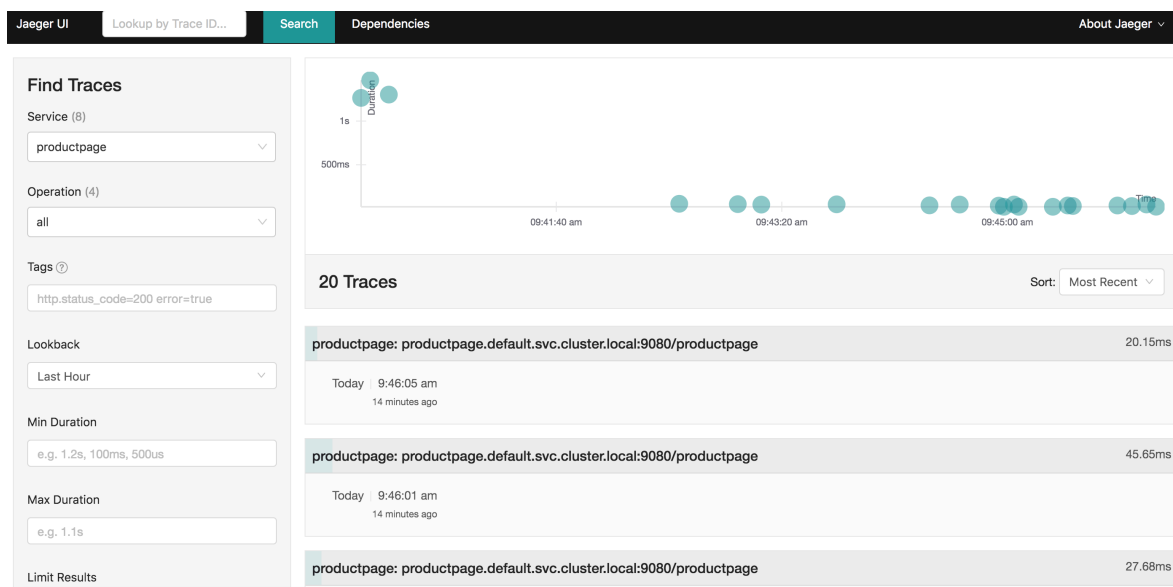 Jaeger UI
Lookup by Trace ID...
Search
Dependencies
About Jaeger
Find Traces
Service (8)
productpage
Operation (4)
all
Tags
http.status_code=200 error=true
Lookback
Last Hour
Min Duration
e.g. 1.2s, 100ms, 500us
Max Duration
e.g. 1.1s
Limit Results
Duration
1s
500ms
Time
09:41:40 am
09:43:20 am
09:45:00 am
20 Traces
Sort: Most Recent
productpage: productpage.default.svc.cluster.local:9080/productpage 20.15ms
Today 9:46:05 am
14 minutes ago
productpage: productpage.default.svc.cluster.local:9080/productpage 45.65ms
Today 9:46:01 am
14 minutes ago
productpage: productpage.default.svc.cluster.local:9080/productpage 27.68ms